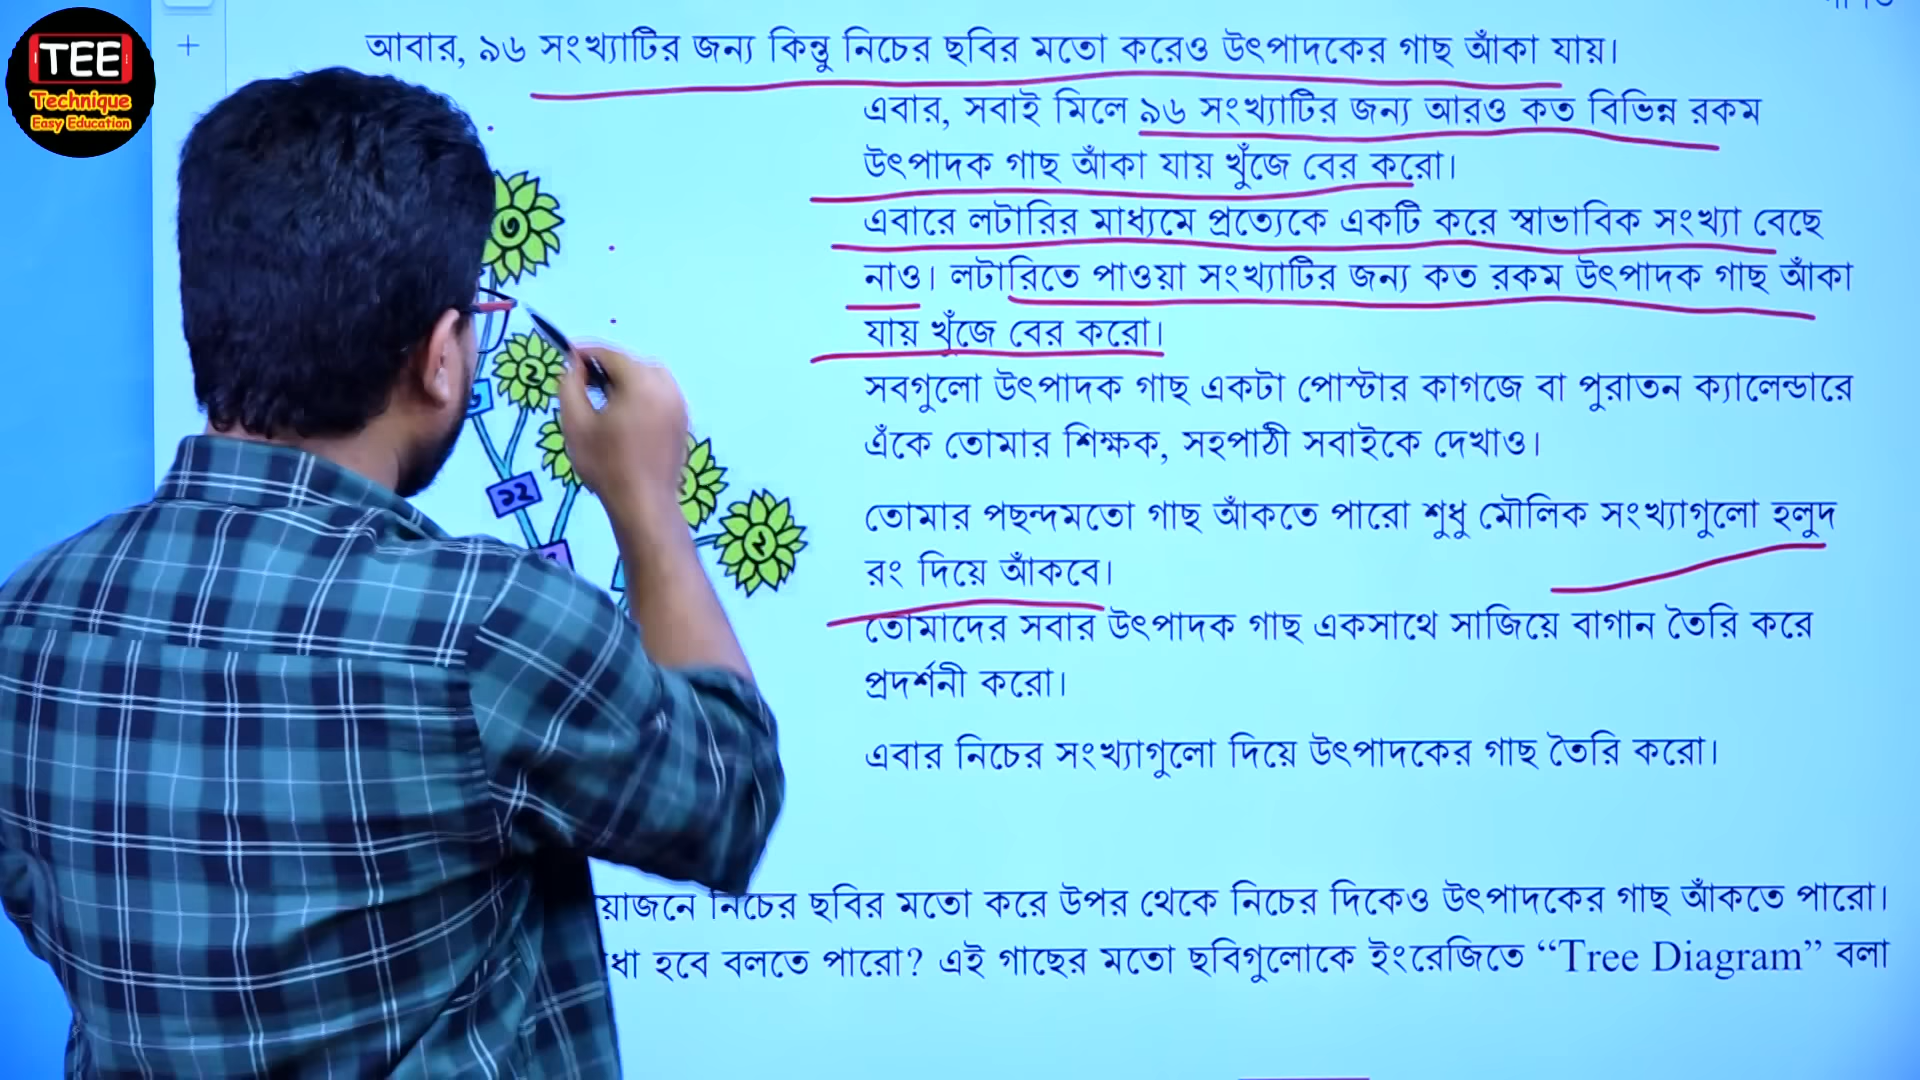 TEE
Technique
Easy Education
আবার, ৯৬ সংখ্যাটির জন্য কিন্তু নিচের ছবির মতো করেও উৎপাদকের গাছ আঁকা যায়।
এবার, সবাই মিলে ৯৬ সংখ্যাটির জন্য আরও কত বিভিন্ন রকম
উৎপাদক গাছ আঁকা যায় খুঁজে বের করো।
এবারে লটারির মাধ্যমে প্রত্যেকে একটি করে স্বাভাবিক সংখ্যা বেছে
নাও। লটারিতে পাওয়া সংখ্যাটির জন্য কত রকম উৎপাদক গাছ আঁকা
যায় খুঁজে বের করো।
সবগুলো উৎপাদক গাছ একটা পোস্টার কাগজে বা পুরাতন ক্যালেন্ডারে
এঁকে তোমার শিক্ষক, সহপাঠী সবাইকে দেখাও।
তোমার পছন্দমতো গাছ আঁকতে পারো শুধু মৌলিক সংখ্যাগুলো হলুদ
রং দিয়ে আঁকবে।
তোমাদের সবার উৎপাদক গাছ একসাথে সাজিয়ে বাগান তৈরি করে
প্রদর্শনী করো।
এবার নিচের সংখ্যাগুলো দিয়ে উৎপাদকের গাছ তৈরি করো।
৩
২
১২
২
নিচের ছবির মতো করে উপর থেকে নিচের দিকেও উৎপাদকের গাছ আঁকতে পারো।
হবে বলতে পারো? এই গাছের মতো ছবিগুলোকে ইংরেজিতে “Tree Diagram” বলা